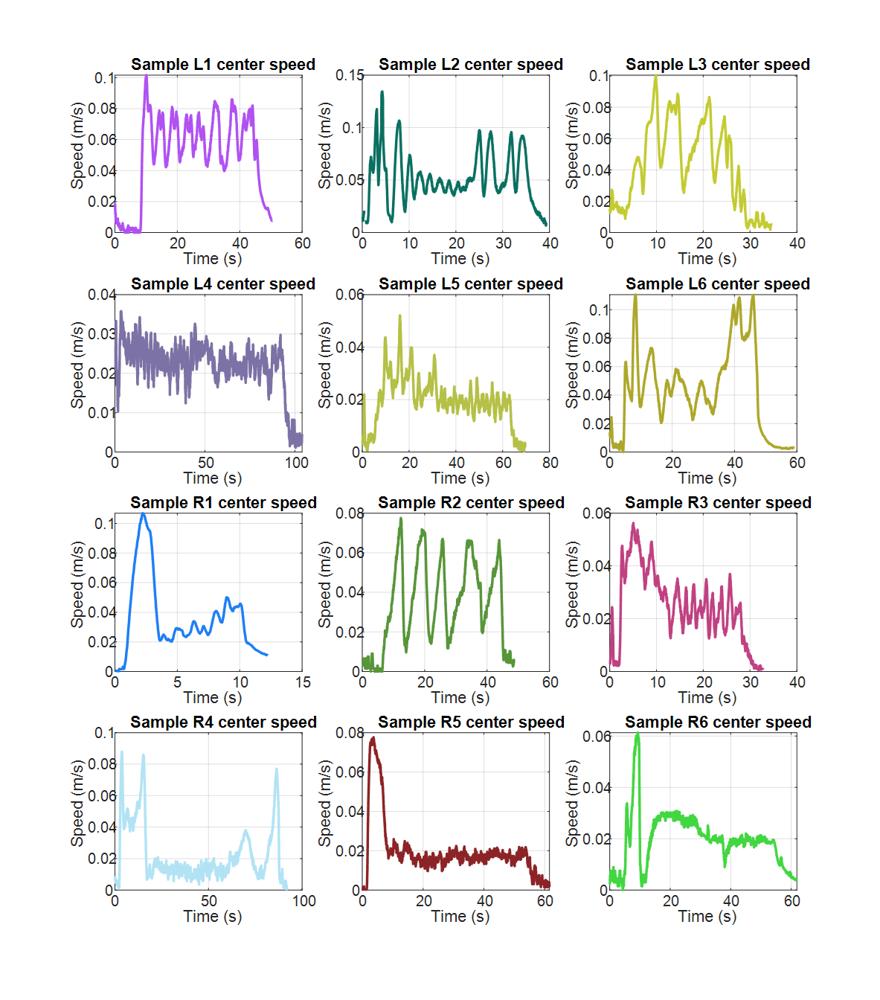 Sample L1 center speed
Speed (m/s)
0.1
0.08
0.06
0.04
0.02
0
0 20 40 60
Time (s)
Sample L2 center speed
Speed (m/s)
0.15
0.1
0.05
0
0 10 20 30 40
Time (s)
Sample L3 center speed
Speed (m/s)
0.1
0.08
0.06
0.04
0.02
0
0 10 20 30 40
Time (s)
Sample L4 center speed
Speed (m/s)
0.04
0.03
0.02
0.01
0
0 50 100
Time (s)
Sample L5 center speed
Speed (m/s)
0.06
0.04
0.02
0
0 20 40 60 80
Time (s)
Sample L6 center speed
Speed (m/s)
0.1
0.08
0.06
0.04
0.02
0
0 20 40 60
Time (s)
Sample R1 center speed
Speed (m/s)
0.1
0.08
0.06
0.04
0.02
0
0 5 10 15
Time (s)
Sample R2 center speed
Speed (m/s)
0.08
0.06
0.04
0.02
0
0 20 40 60
Time (s)
Sample R3 center speed
Speed (m/s)
0.06
0.04
0.02
0
0 10 20 30 40
Time (s)
Sample R4 center speed
Speed (m/s)
0.1
0.08
0.06
0.04
0.02
0
0 50 100
Time (s)
Sample R5 center speed
Speed (m/s)
0.08
0.06
0.04
0.02
0
0 20 40 60
Time (s)
Sample R6 center speed
Speed (m/s)
0.06
0.04
0.02
0
0 20 40 60
Time (s)